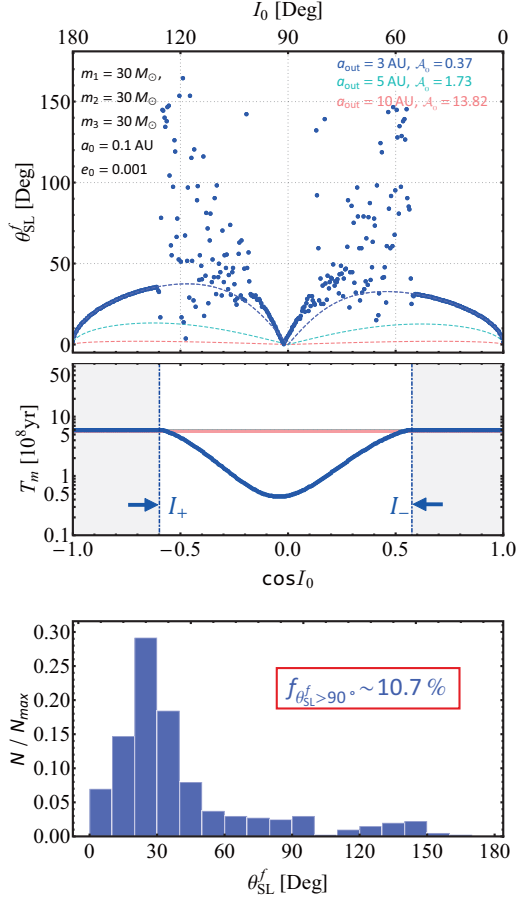 I₀ [Deg]
180 120 90 60 0
m₁ = 30 M⊙,
m₂ = 30 M⊙
m₃ = 30 M⊙
a₀ = 0.1 AU
e₀ = 0.001
a_out = 3 AU, 𝒜ₒ = 0.37
a_out = 5 AU, 𝒜ₒ = 1.73
a_out = 10 AU, 𝒜ₒ = 13.82
150
100
50
0
θ^f_SL [Deg]
50
10
5
1
0.5
0.1
T_m [10⁸yr]
I₊ I₋
−1.0 −0.5 0.0 0.5 1.0
cosI₀
0.30
0.25
0.20
0.15
0.10
0.05
0.00
N / N_max
f_θ^f_SL>90° ~ 10.7 %
0 30 60 90 120 150 180
θ^f_SL [Deg]